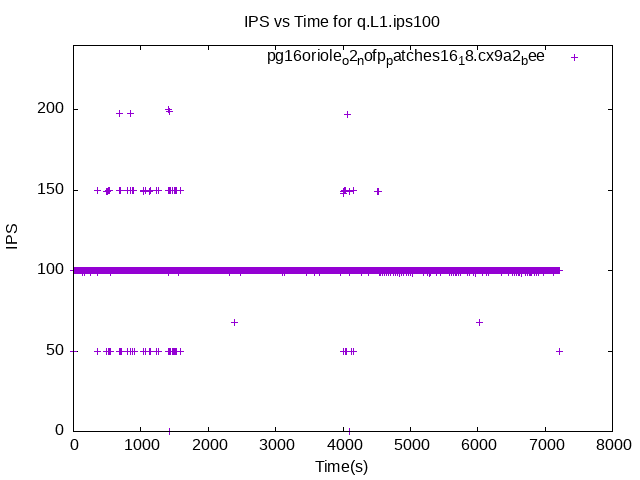 IPS vs Time for q.L1.ips100
pg16oriole_o2_nofp_patches16_18.cx9a2_bee
200
150
100
50
0
IPS
0 1000 2000 3000 4000 5000 6000 7000 8000
Time(s)